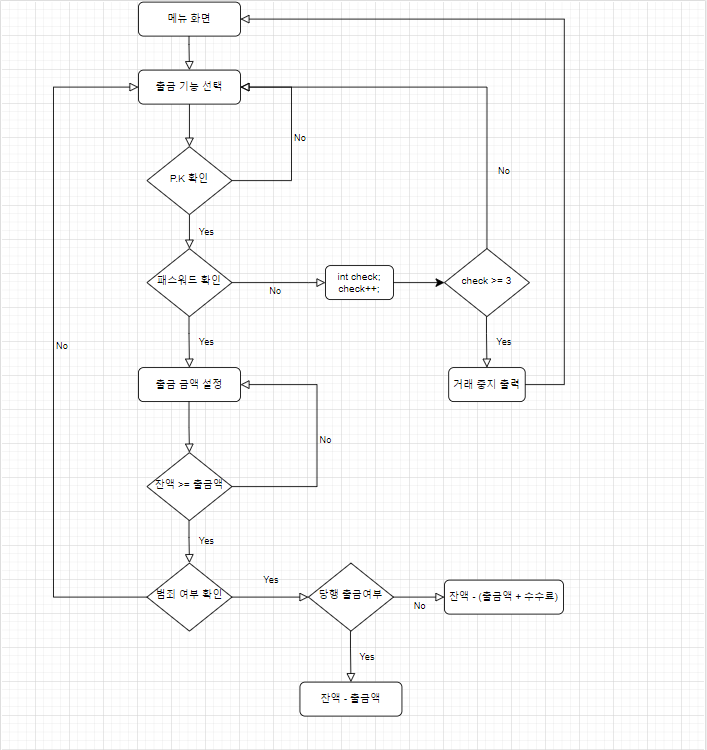 메뉴 화면
출금 기능 선택
No
P.K 확인
No
Yes
패스워드 확인
No
int check;
check++;
check >= 3
Yes
Yes
No
출금 금액 설정
거래 중지 출력
No
잔액 >= 출금액
Yes
범죄 여부 확인
Yes
당행 출금여부
No
잔액 - (출금액 + 수수료)
Yes
잔액 - 출금액